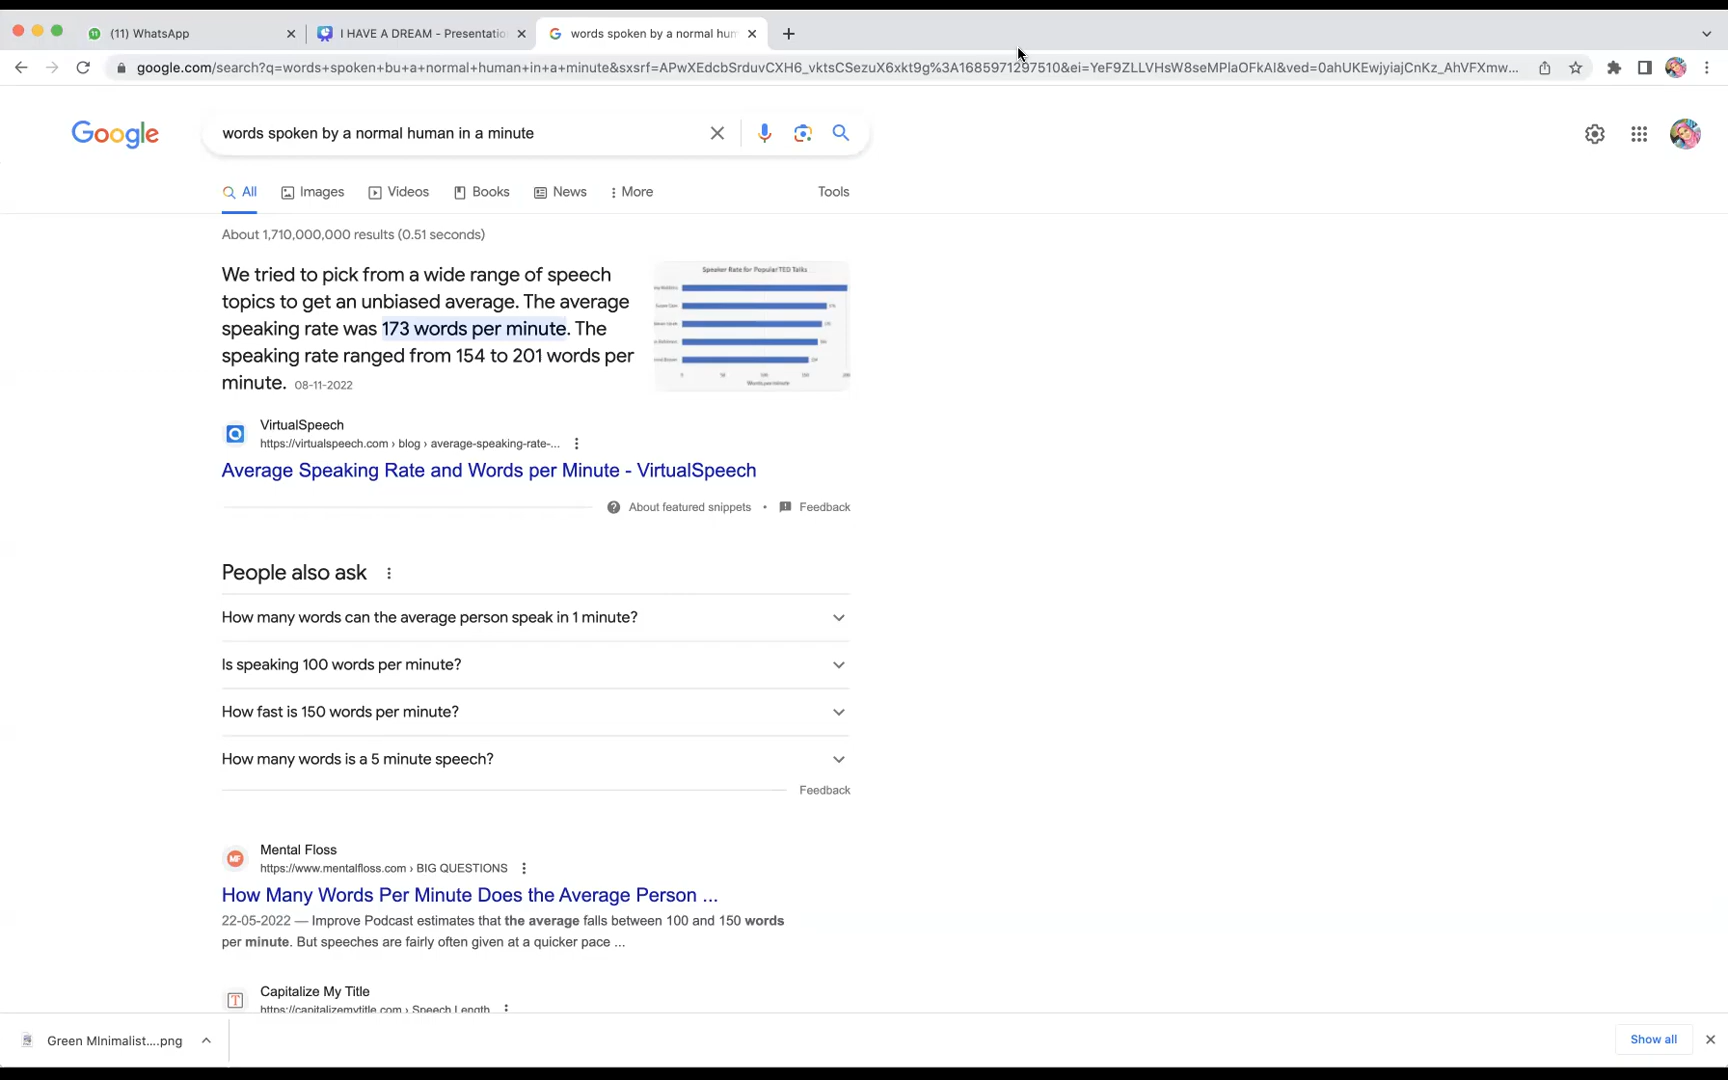 (11) WhatsApp
I HAVE A DREAM - Presentatio
words spoken by a normal hum
google.com/search?q=words+spoken+bu+a+normal+human+in+a+minute&sxsrf=APwXEdcbSrduvCXH6_vktsCSezuX6xkt9g%3A1685971297510&ei=YeF9ZLLVHsW8seMPlaOFkAI&ved=0ahUKEwjyiajCnKz_AhVFXmw...
Google
words spoken by a normal human in a minute
All
Images
Videos
Books
News
More
Tools
About 1,710,000,000 results (0.51 seconds)
We tried to pick from a wide range of speech
topics to get an unbiased average. The average
speaking rate was 173 words per minute. The
speaking rate ranged from 154 to 201 words per
minute. 08-11-2022
Speaker Rate for Popular TED Talks
Words per minute
VirtualSpeech
https://virtualspeech.com › blog › average-speaking-rate-...
Average Speaking Rate and Words per Minute - VirtualSpeech
About featured snippets • Feedback
People also ask
How many words can the average person speak in 1 minute?
Is speaking 100 words per minute?
How fast is 150 words per minute?
How many words is a 5 minute speech?
Feedback
Mental Floss
https://www.mentalfloss.com › BIG QUESTIONS
How Many Words Per Minute Does the Average Person ...
22-05-2022 — Improve Podcast estimates that the average falls between 100 and 150 words
per minute. But speeches are fairly often given at a quicker pace ...
Capitalize My Title
https://capitalizemytitle.com › Speech Length
Green MInimalist....png
Show all